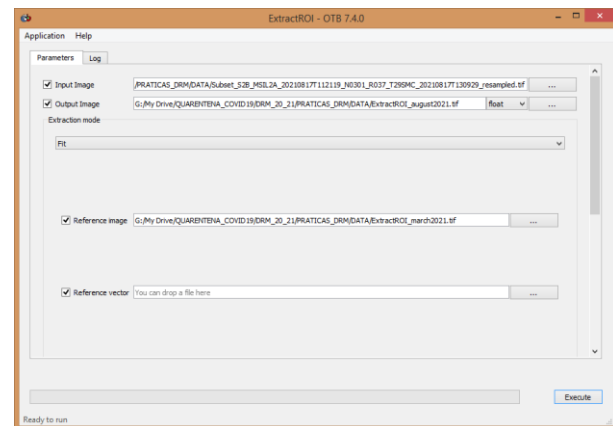 ExtractROI - OTB 7.4.0
Application Help
Parameters Log
Input Image /PRATICAS_DRM/DATA/Subset_S2B_MSIL2A_20210817T112119_N0301_R037_T29SMC_20210817T130929_resampled.tif ...
Output Image G:/My Drive/QUARENTENA_COVID19/DRM_20_21/PRATICAS_DRM/DATA/ExtractROI_august2021.tif float ...
Extraction mode
Fit
Reference image G:/My Drive/QUARENTENA_COVID19/DRM_20_21/PRATICAS_DRM/DATA/ExtractROI_march2021.tif ...
Reference vector You can drop a file here ...
Execute
Ready to run